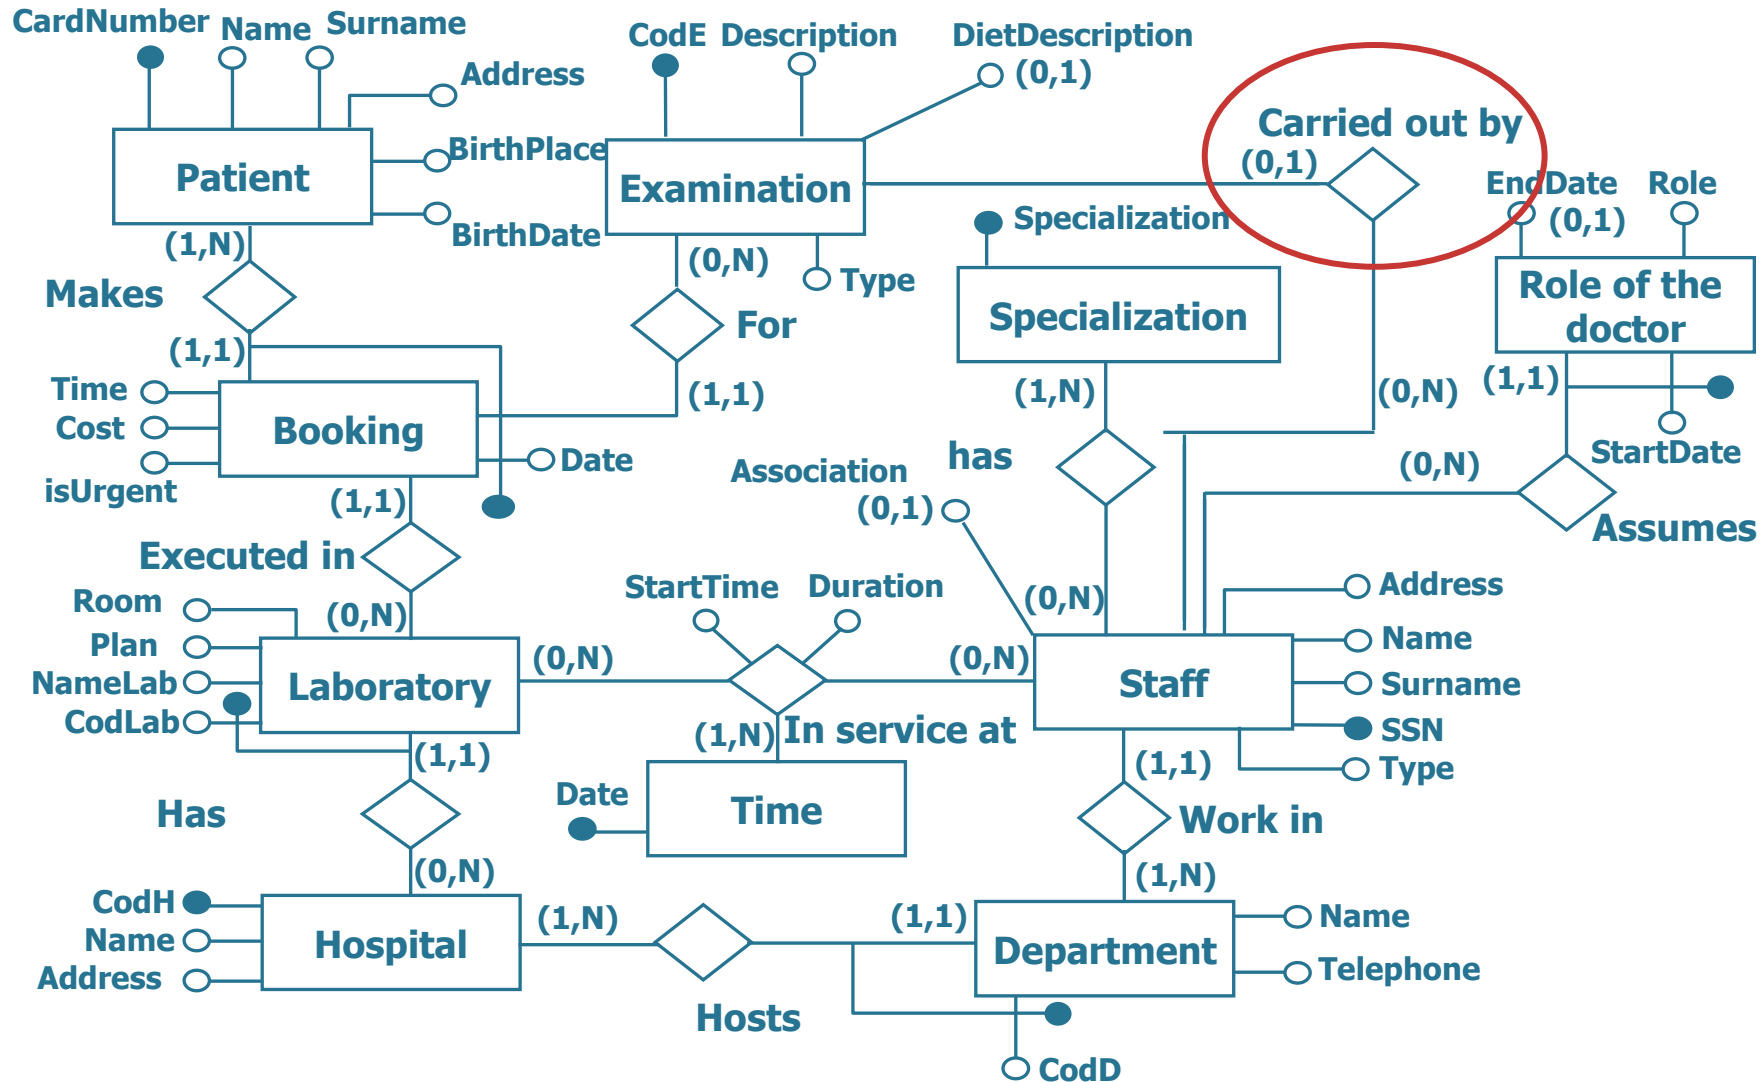 CardNumber
Name
Surname
Address
BirthPlace
BirthDate
Patient
CodE
Description
DietDescription
(0,1)
Examination
Carried out by
(0,1)
EndDate
(0,1)
Role
Role of the
doctor
(1,N)
Makes
(1,1)
(0,N)
Type
For
(1,1)
Specialization
Specialization
(1,N)
(0,N)
(1,1)
StartDate
Time
Cost
isUrgent
Booking
Date
(1,1)
Executed in
(0,N)
Association
(0,1)
has
(0,N)
(0,N)
Assumes
Room
Plan
NameLab
CodLab
Laboratory
(0,N)
StartTime
Duration
(0,N)
In service at
(1,N)
Staff
Address
Name
Surname
SSN
Type
(1,1)
Has
(0,N)
Date
Time
(1,1)
Work in
(1,N)
CodH
Name
Address
Hospital
(1,N)
Hosts
(1,1)
Department
Name
Telephone
CodD